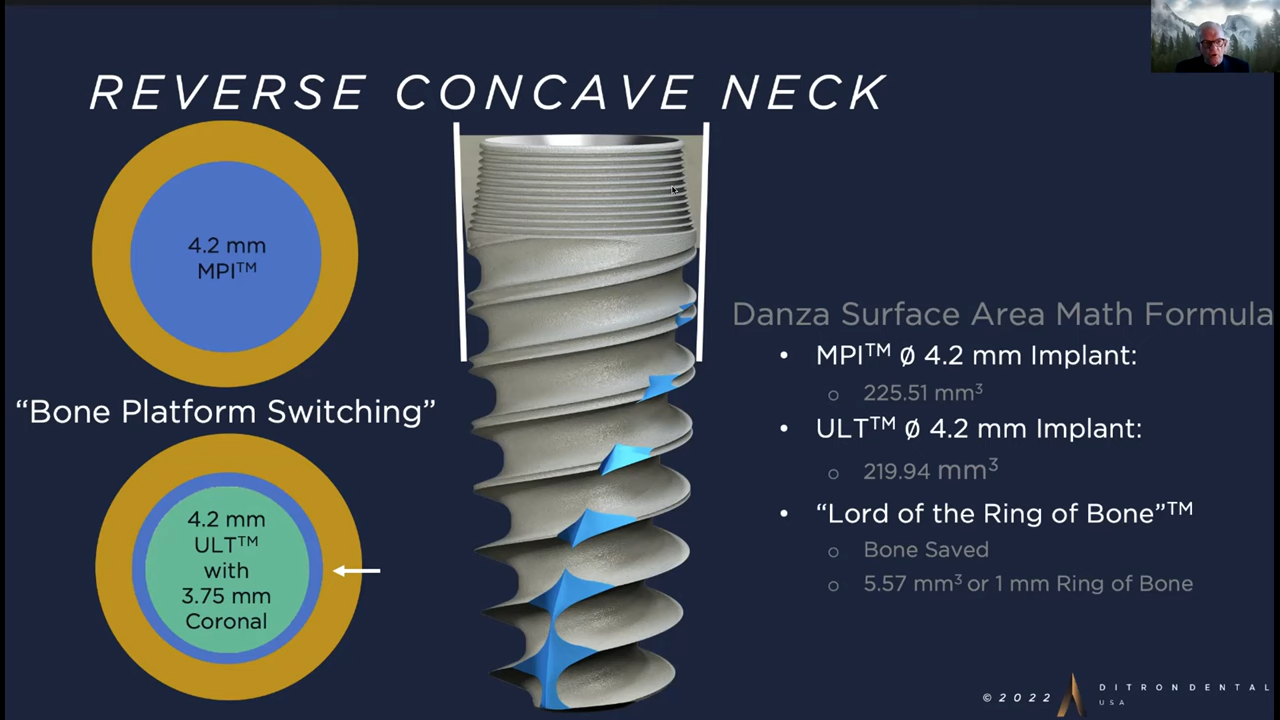 REVERSE CONCAVE NECK
4.2 mm
MPI™
“Bone Platform Switching”
4.2 mm
ULT™
with
3.75 mm
Coronal
Danza Surface Area Math Formula
• MPI™ Ø 4.2 mm Implant:
○ 225.51 mm³
• ULT™ Ø 4.2 mm Implant:
○ 219.94 mm³
• “Lord of the Ring of Bone”™
○ Bone Saved
○ 5.57 mm³ or 1 mm Ring of Bone
©2022 DITRONDENTAL
USA